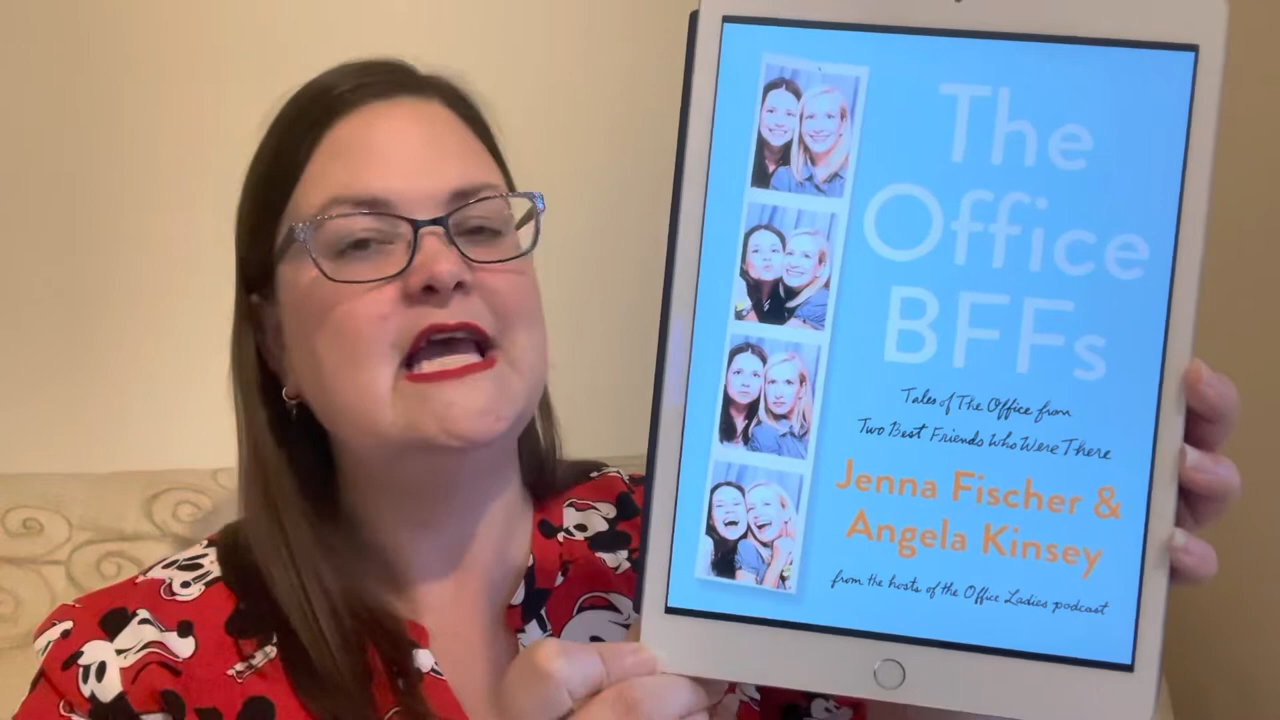 The
Office
BFFs
Tales of The Office from
Two Best Friends Who Were There
Jenna Fischer &
Angela Kinsey
from the hosts of the Office Ladies podcast